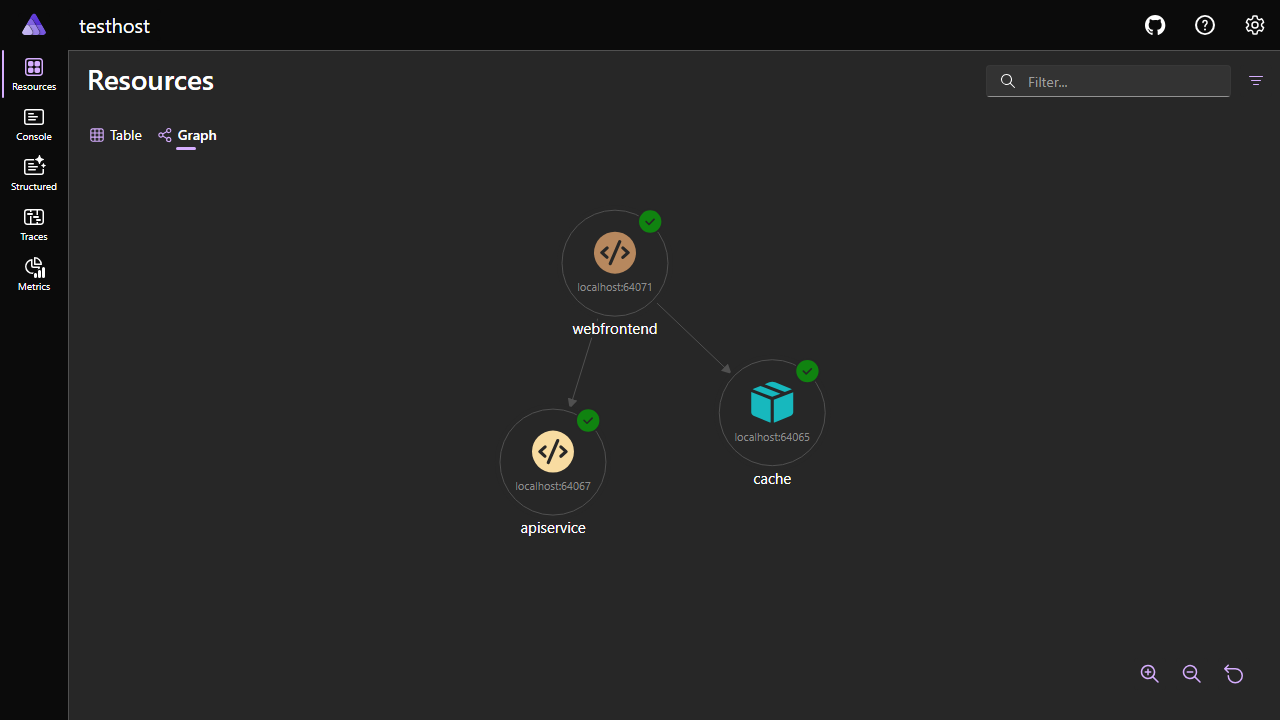 testhost
Resources
Console
Structured
Traces
Metrics
Resources
Filter...
Table
Graph
localhost:64071
webfrontend
localhost:64065
cache
localhost:64067
apiservice